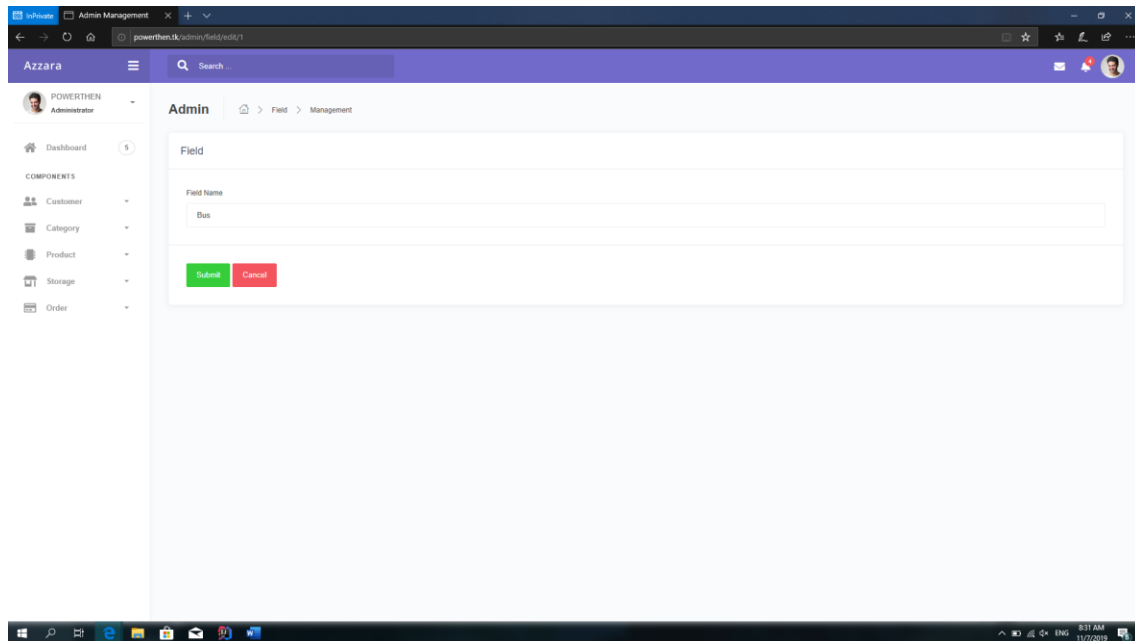 InPrivate Admin Management
powerthen.tk/admin/field/edit/1
Azzara
Search ...
4
POWERTHEN
Administrator
Admin
Field
Management
Dashboard
5
COMPONENTS
Customer
Category
Product
Storage
Order
Field
Field Name
Bus
Submit
Cancel
ENG
8:31 AM
11/7/2019